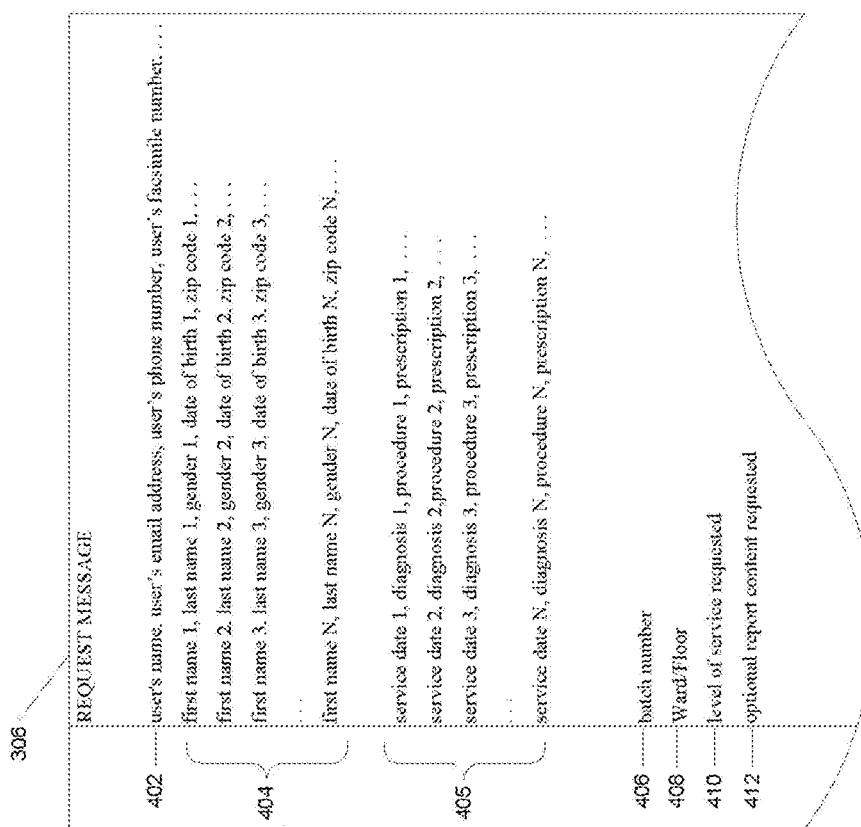 306
REQUEST MESSAGE
402 user's name, user's email address, user's phone number, user's facsimile number, . . .
first name 1, last name 1, gender 1, date of birth 1, zip code 1, . . .
first name 2, last name 2, gender 2, date of birth 2, zip code 2, . . .
404 first name 3, last name 3, gender 3, date of birth 3, zip code 3, . . .
. . .
first name N, last name N, gender N, date of birth N, zip code N, . . .
service date 1, diagnosis 1, procedure 1, prescription 1, . . .
service date 2, diagnosis 2,procedure 2, prescription 2, . . .
405 service date 3, diagnosis 3, procedure 3, prescription 3, . . .
. . .
service date N, diagnosis N, procedure N, prescription N, . . .
406 batch number
408 Ward/Floor
410 level of service requested
412 optional report content requested